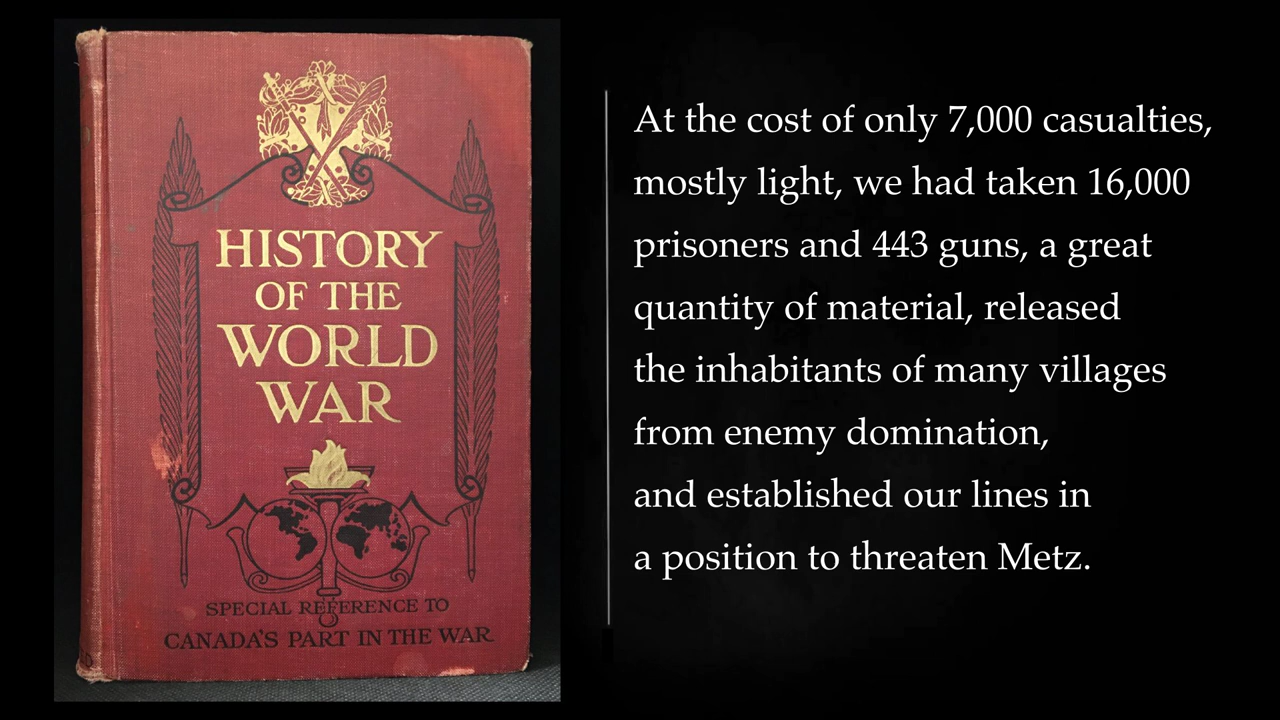 HISTORY
OF THE
WORLD
WAR
SPECIAL REFERENCE TO
CANADA'S PART IN THE WAR
At the cost of only 7,000 casualties,
mostly light, we had taken 16,000
prisoners and 443 guns, a great
quantity of material, released
the inhabitants of many villages
from enemy domination,
and established our lines in
a position to threaten Metz.